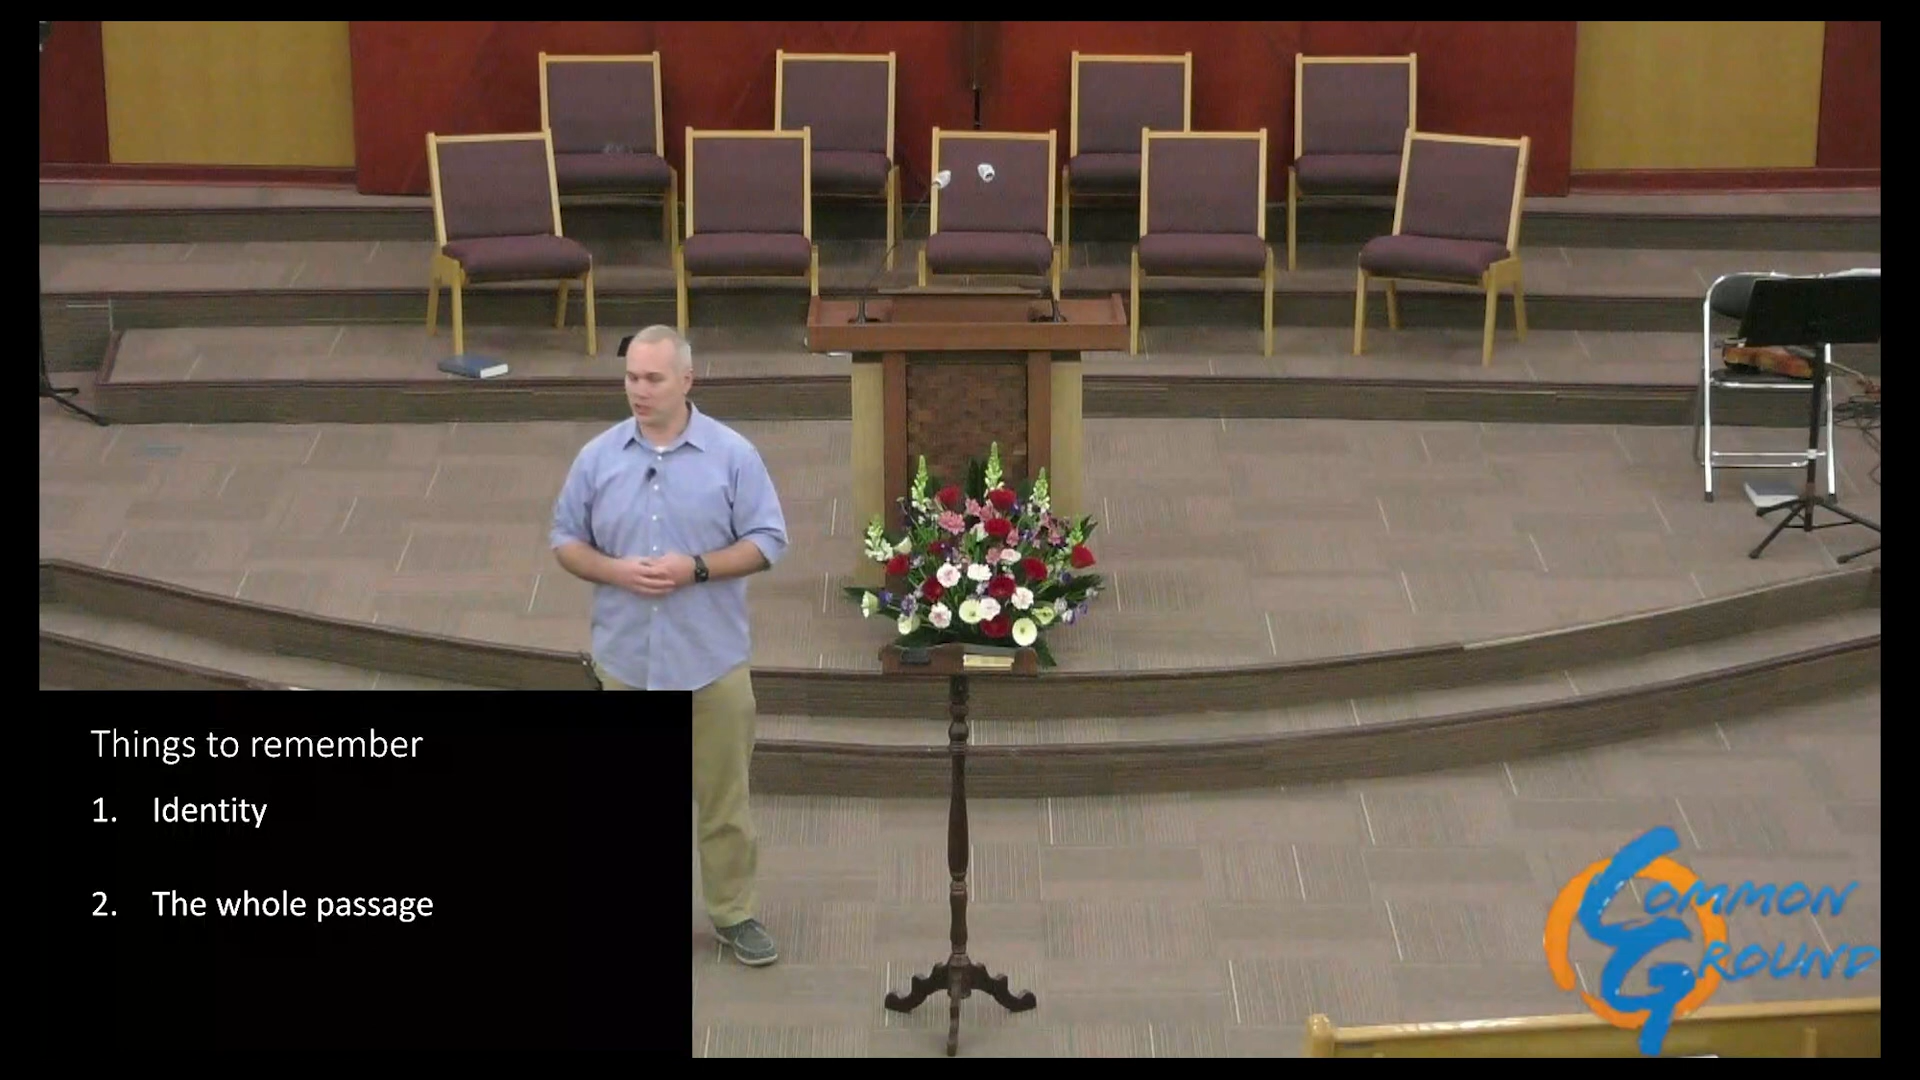 Things to remember
1. Identity
2. The whole passage
COMMON
GROUND